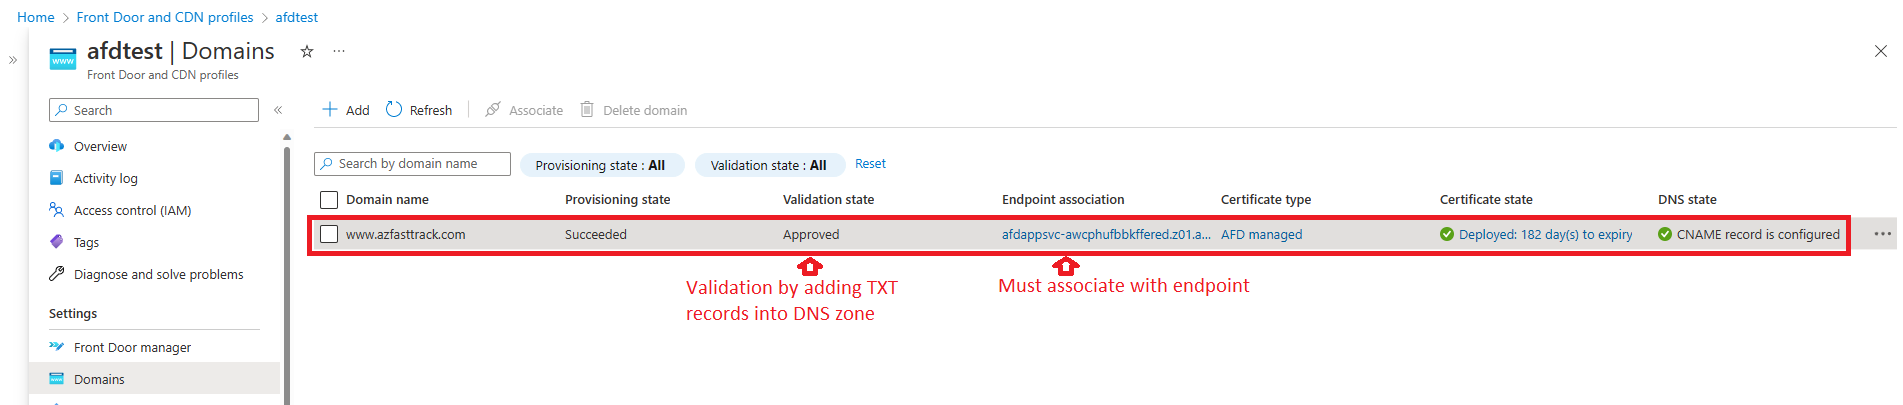 Home > Front Door and CDN profiles > afdtest
»
afdtest | Domains ☆ ...
Front Door and CDN profiles
www
Search «
+ Add Refresh Associate Delete domain
Overview
Activity log
Access control (IAM)
Tags
Diagnose and solve problems
Settings
Front Door manager
Domains
Search by domain name Provisioning state : All Validation state : All Reset
Domain name Provisioning state Validation state Endpoint association Certificate type Certificate state DNS state
www.azfasttrack.com Succeeded Approved afdappsvc-awcphufbbkffered.z01.a... AFD managed Deployed: 182 day(s) to expiry CNAME record is configured ...
Validation by adding TXT
records into DNS zone
Must associate with endpoint